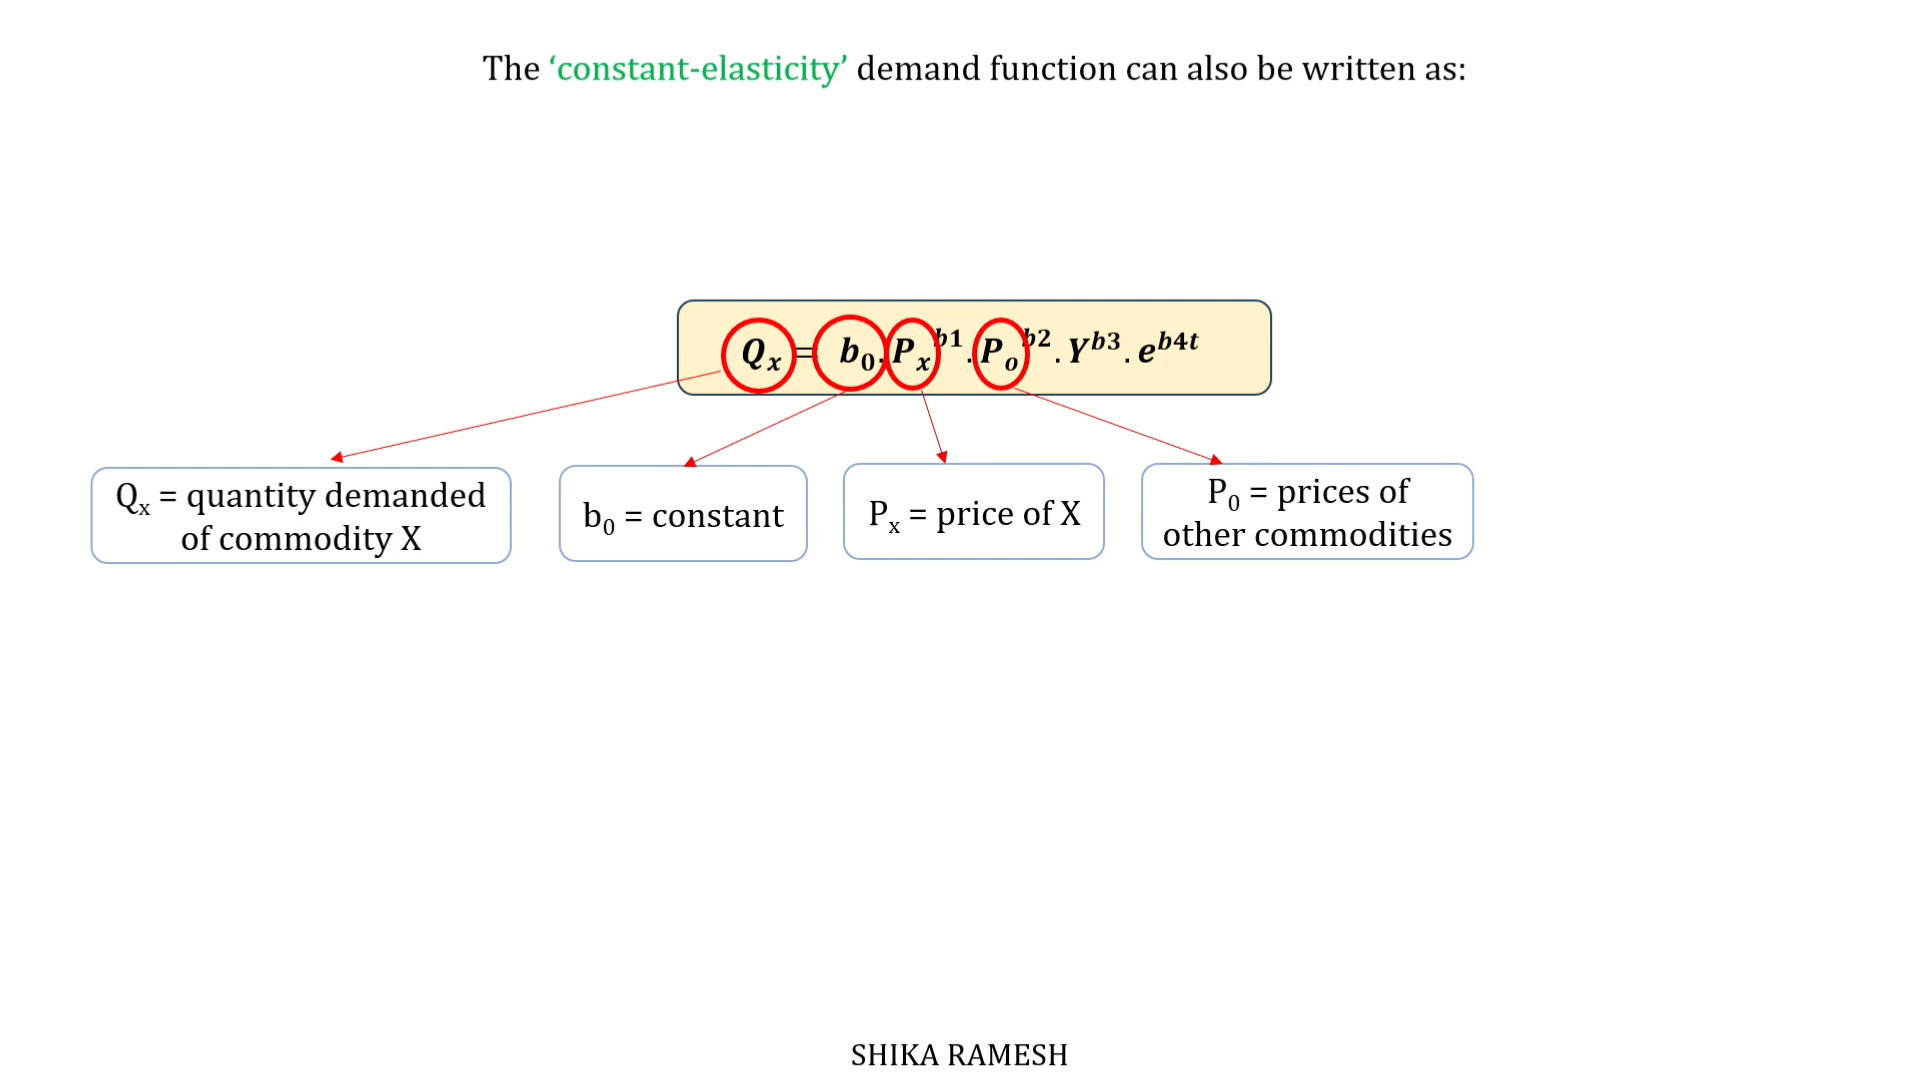 The ‘constant-elasticity’ demand function can also be written as:
Qₓ = b₀.Pₓᵇ¹.Pₒᵇ².Yᵇ³.eᵇ⁴ᵗ
Qₓ = quantity demanded
of commodity X
b₀ = constant
Pₓ = price of X
P₀ = prices of
other commodities
SHIKA RAMESH